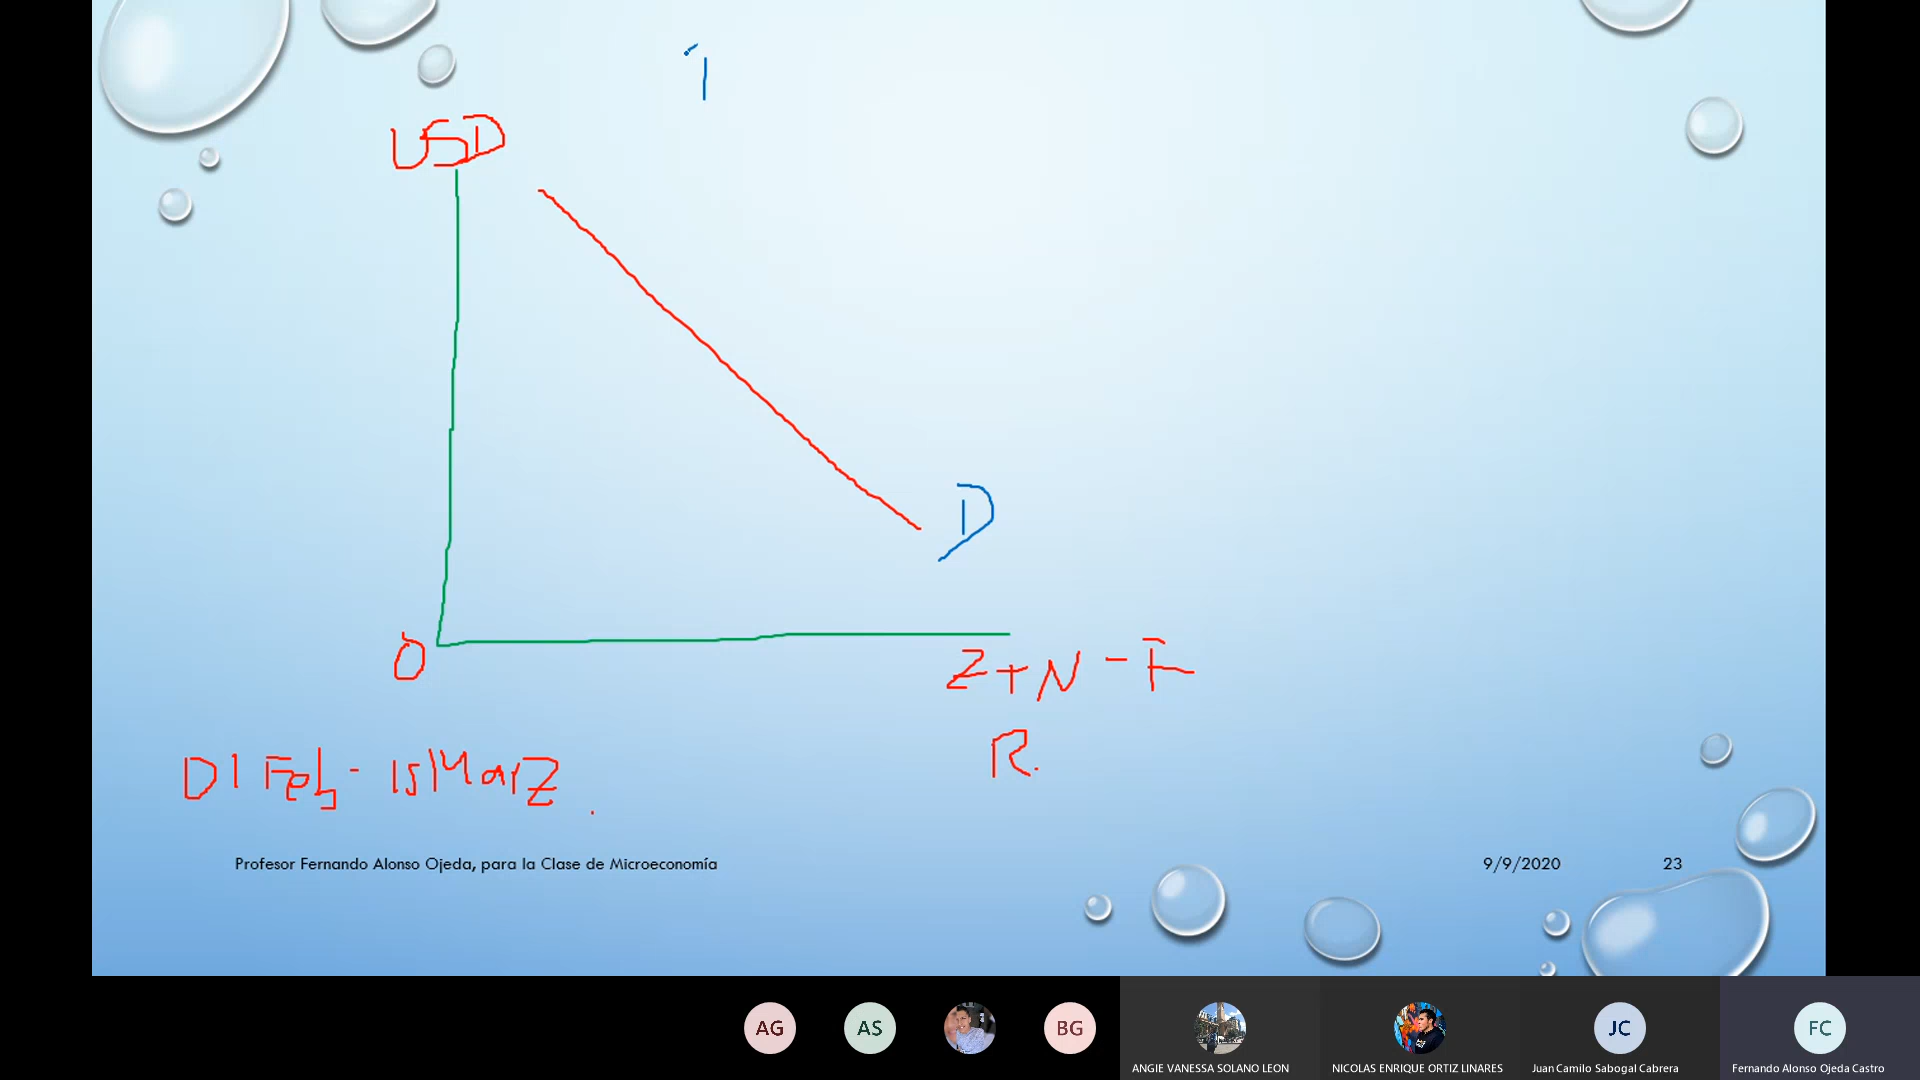 USD
D
O
Z+N - F
R.
D1 Feb - 15 Marz.
Profesor Fernando Alonso Ojeda, para la Clase de Microeconomía
9/9/2020
23
AG
AS
BG
JC
FC
ANGIE VANESSA SOLANO LEON
NICOLAS ENRIQUE ORTIZ LINARES
Juan Camilo Sabogal Cabrera
Fernando Alonso Ojeda Castro